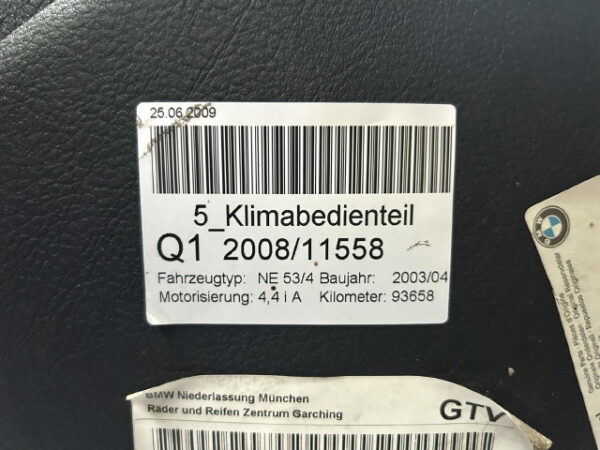 25.06.2009
5_Klimabedienteil
Q1 2008/11558
Fahrzeugtyp: NE 53/4 Baujahr: 2003/04
Motorisierung: 4,4 i A Kilometer: 93658
BMW Niederlassung München
Räder und Reifen Zentrum Garching
GTV
BMW